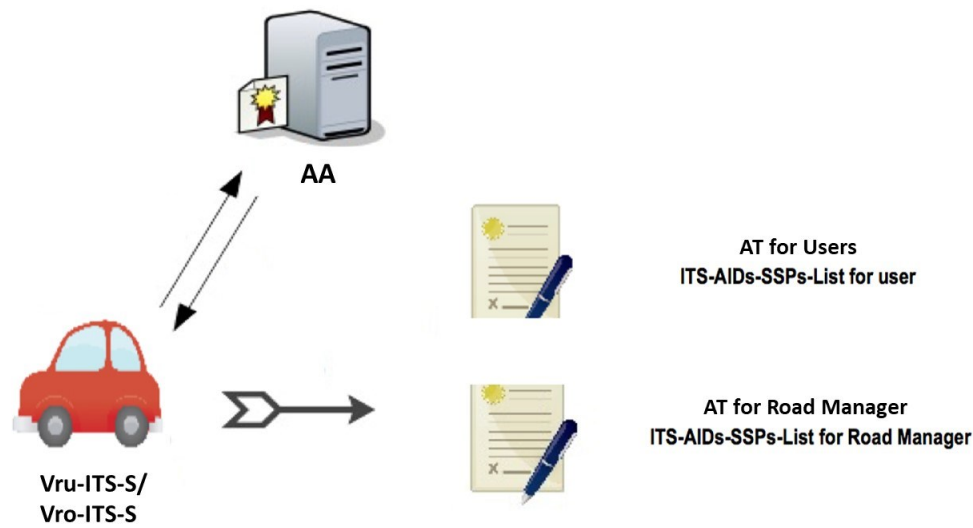 AA
AT for Users
ITS-AIDs-SSPs-List for user
AT for Road Manager
ITS-AIDs-SSPs-List for Road Manager
Vru-ITS-S/
Vro-ITS-S
X
X